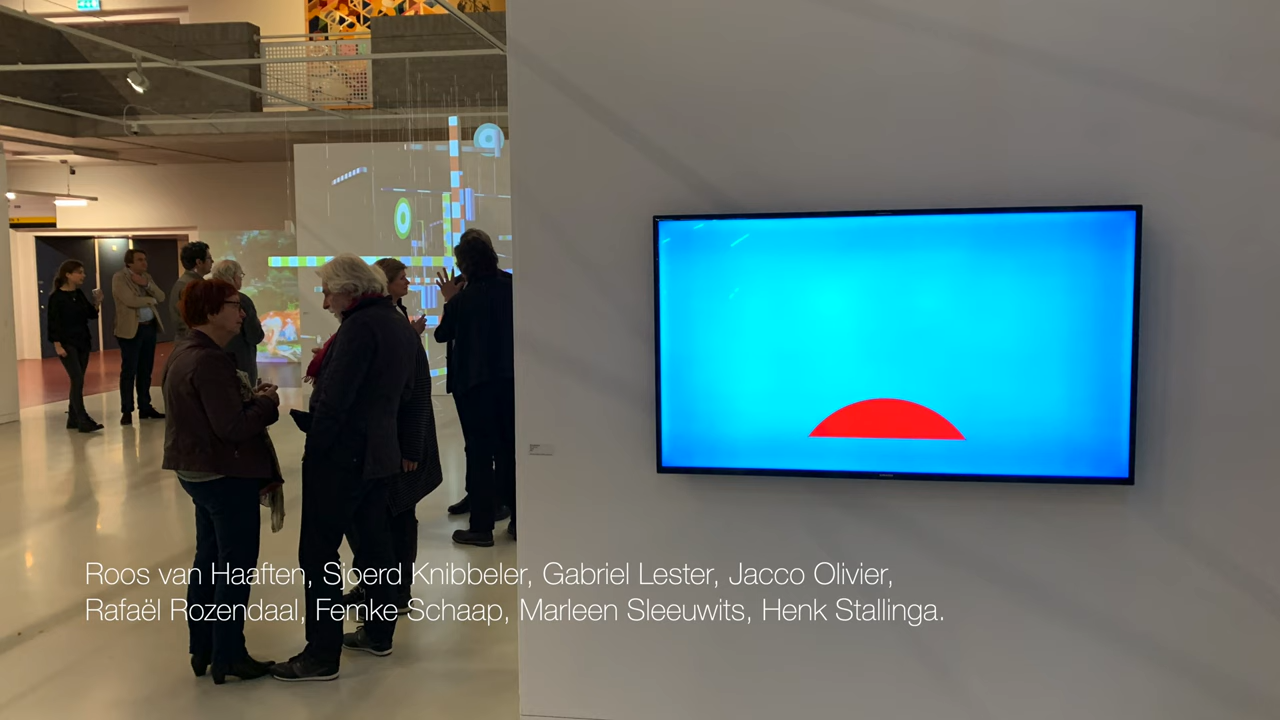 Roos van Haaften, Sjoerd Knibbeler, Gabriel Lester, Jacco Olivier,
Rafaël Rozendaal, Femke Schaap, Marleen Sleeuwits, Henk Stallinga.